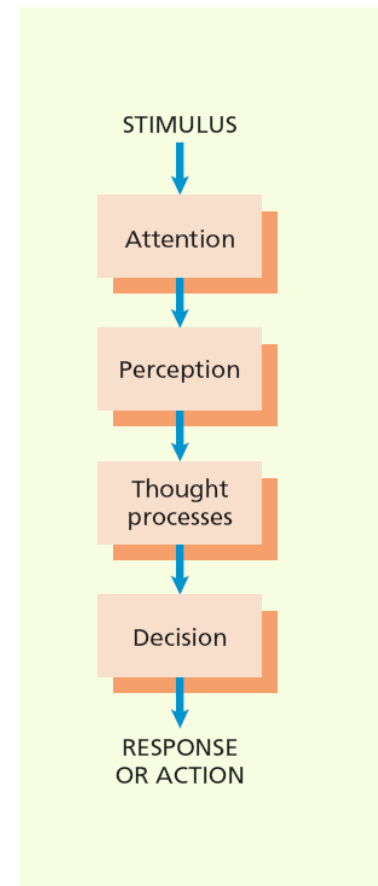 STIMULUS
Attention
Perception
Thought
processes
Decision
RESPONSE
OR ACTION